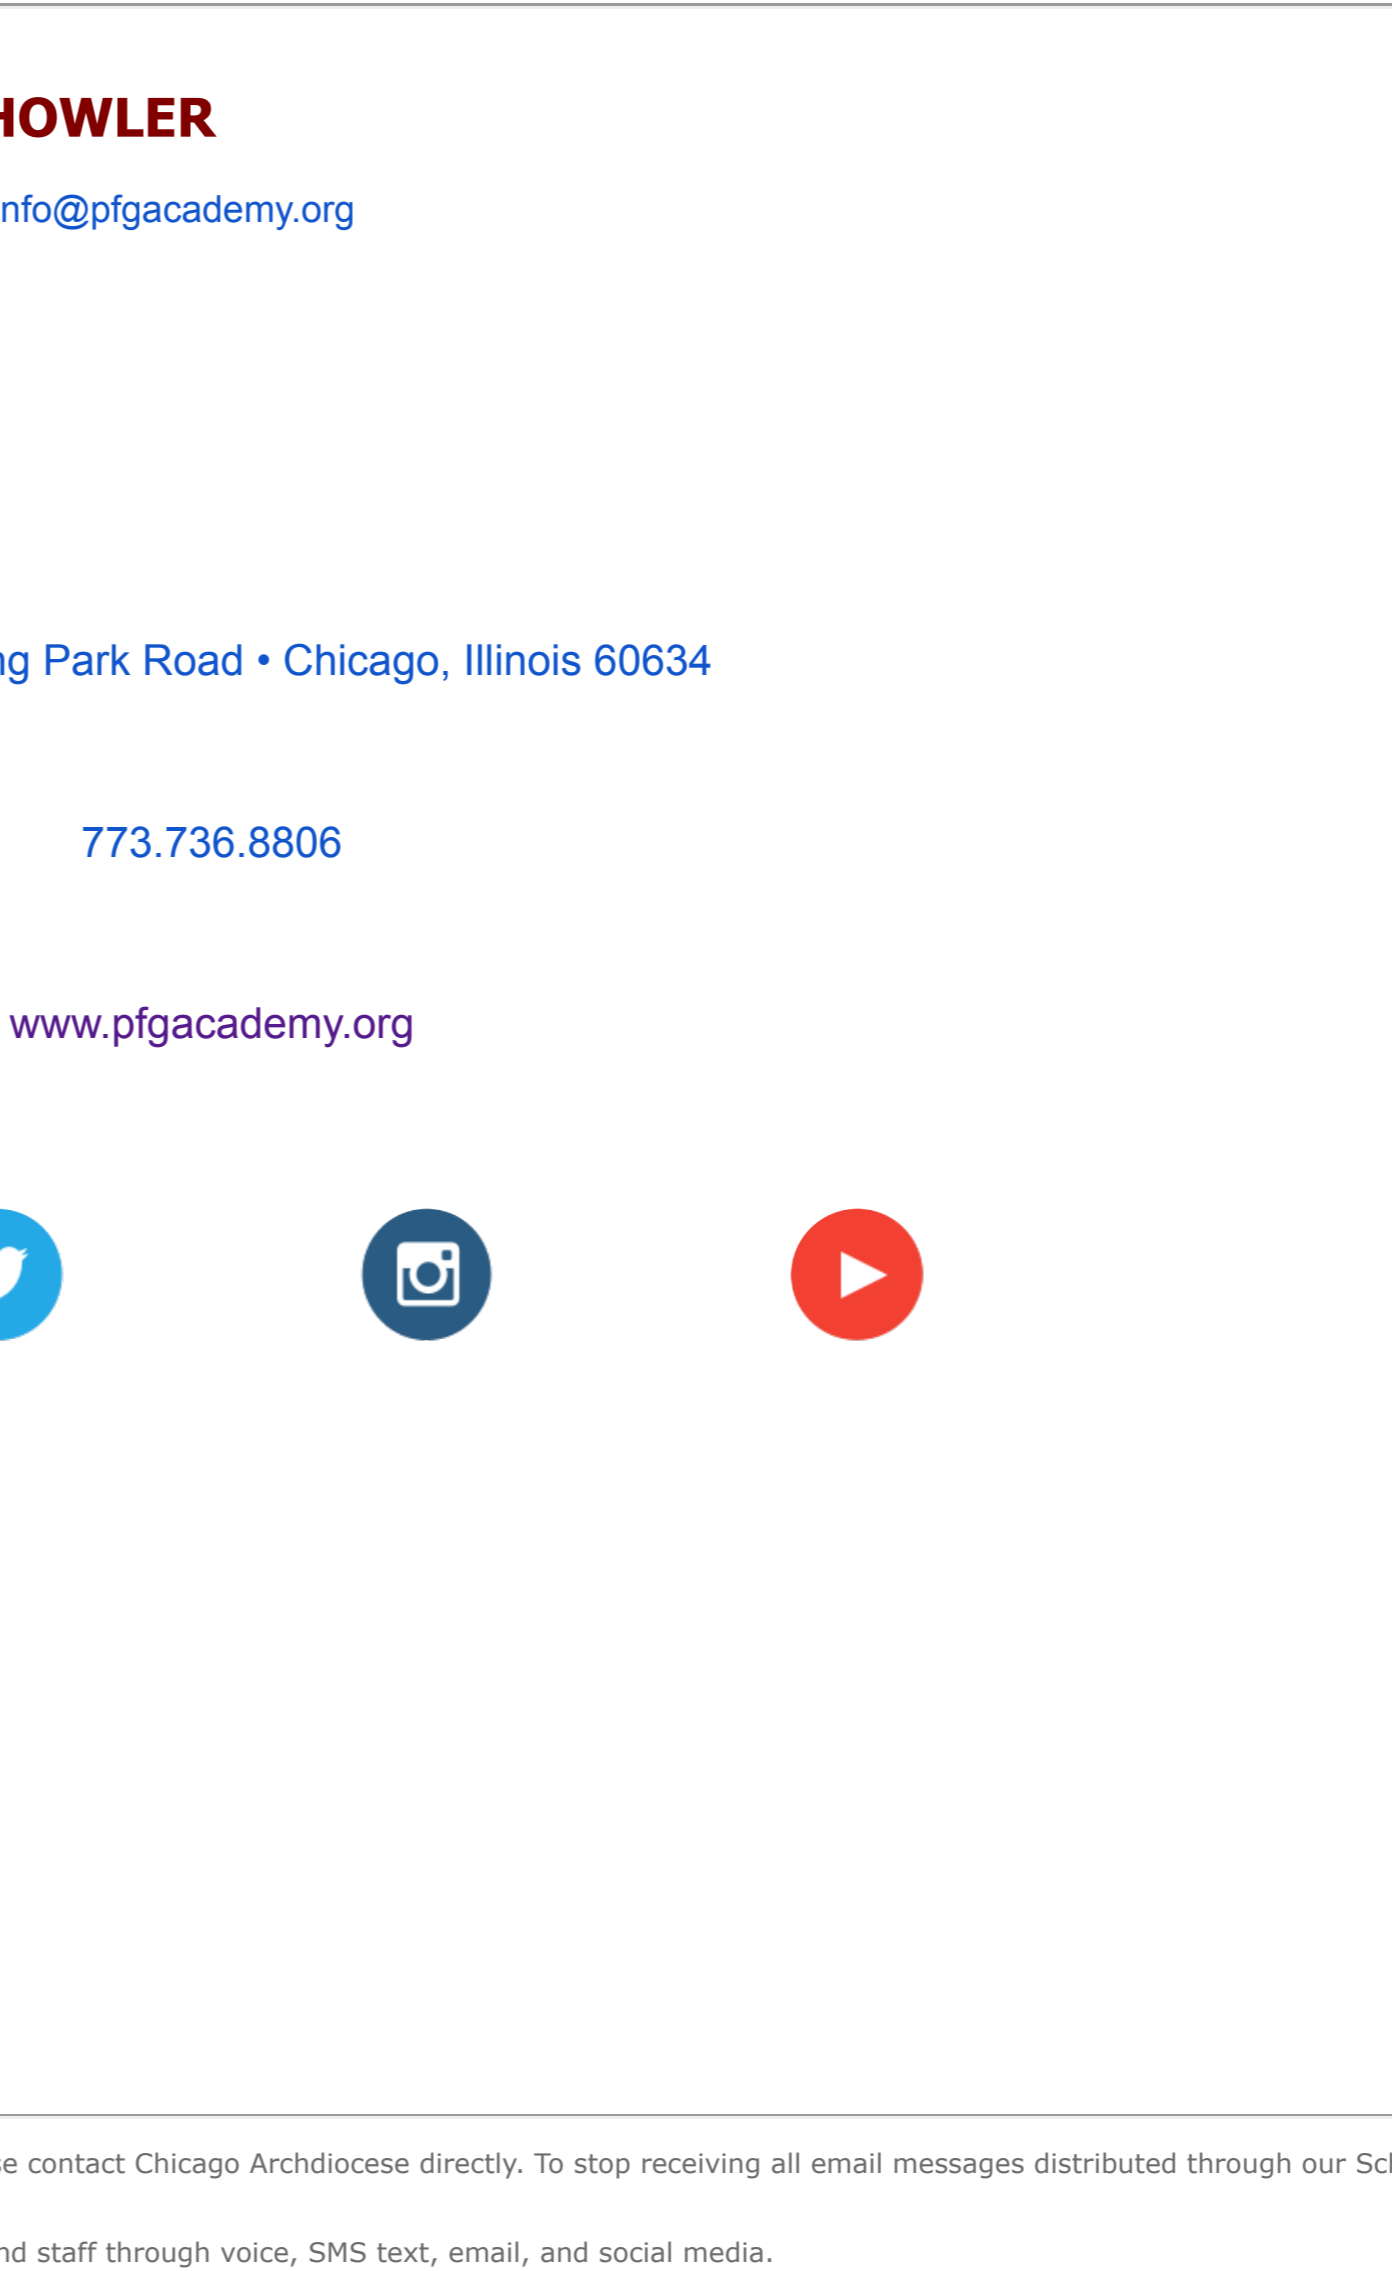 HOWLER
nfo@pfgacademy.org
ng Park Road • Chicago, Illinois 60634
773.736.8806
www.pfgacademy.org
se contact Chicago Archdiocese directly. To stop receiving all email messages distributed through our Sch
nd staff through voice, SMS text, email, and social media.